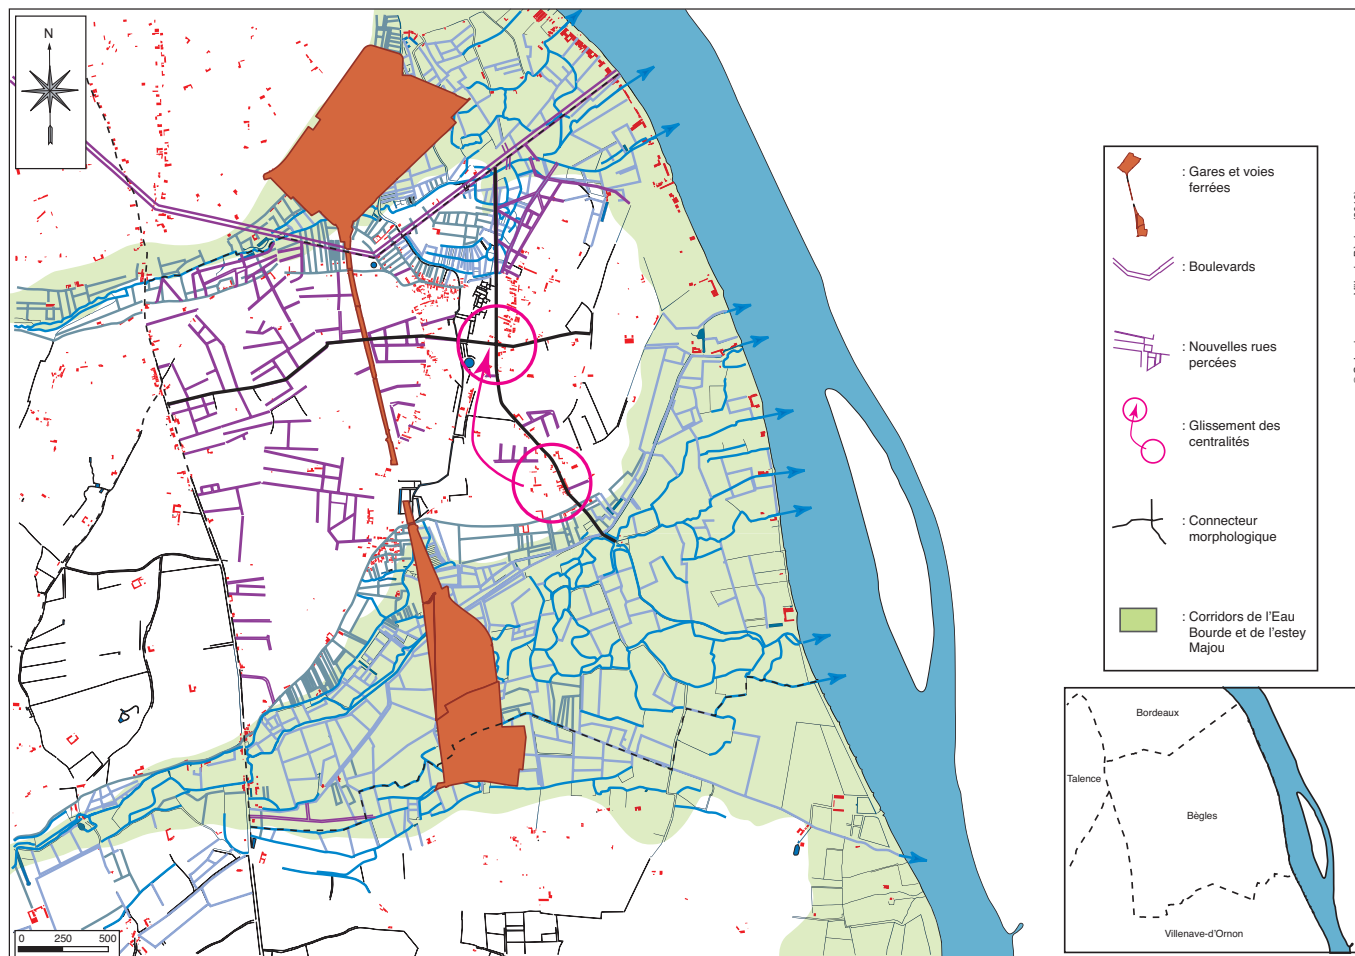 N
: Gares et voies
ferrées
: Boulevards
: Nouvelles rues
percées
: Glissement des
centralités
: Connecteur
morphologique
: Corridors de l'Eau
Bourde et de l'estey
Majou
Bordeaux
Talence
Bègles
Villenave-d'Ornon
0 250 500